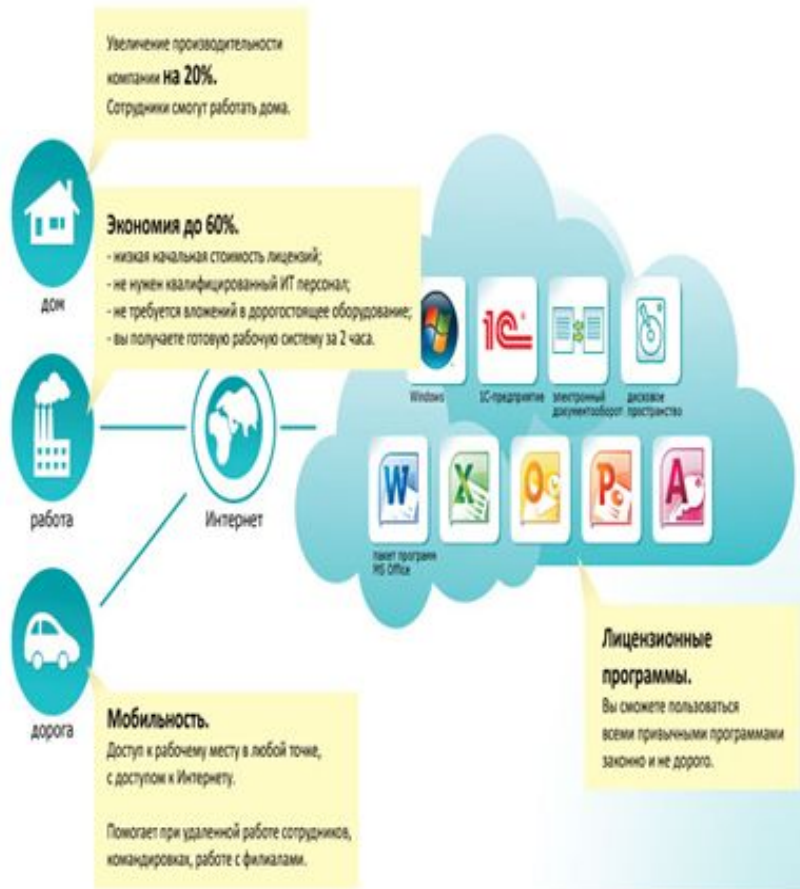 Увеличение производительности
компании на 20%.
Сотрудники смогут работать дома.
дом
Экономия до 60%.
- низкая начальная стоимость лицензий;
- не нужен квалифицированный ИТ персонал;
- не требуется вложений в дорогостоящее оборудование;
- вы получаете готовую рабочую систему за 2 часа.
работа
Интернет
1С
Windows
1С-предприятие
электронный
документооборот
дисковое
пространство
W
X
O
P
A
пакет программ
MS Office
дорога
Мобильность.
Доступ к рабочему месту в любой точке,
с доступом к Интернету.
Помогает при удаленной работе сотрудников,
командировках, работе с филиалами.
Лицензионные
программы.
Вы сможете пользоваться
всеми привычными программами
законно и не дорого.